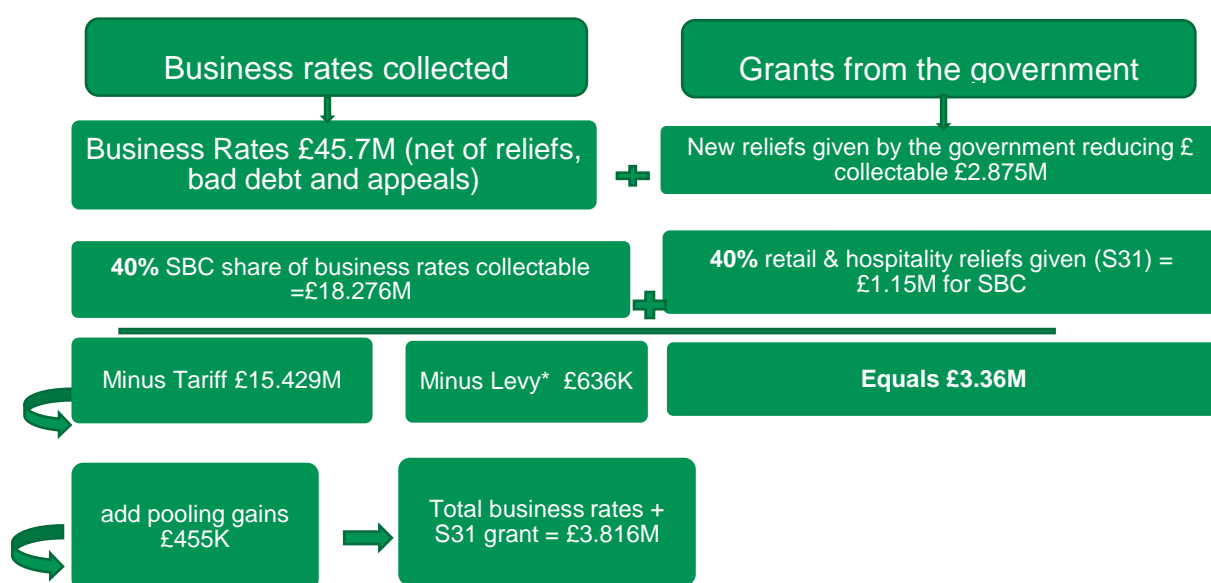 Business rates collected
Grants from the government
Business Rates £45.7M (net of reliefs,
bad debt and appeals)
New reliefs given by the government reducing £
collectable £2.875M
40% SBC share of business rates collectable
=£18.276M
40% retail & hospitality reliefs given (S31) =
£1.15M for SBC
Minus Tariff £15.429M
Minus Levy* £636K
Equals £3.36M
add pooling gains
£455K
Total business rates +
S31 grant = £3.816M